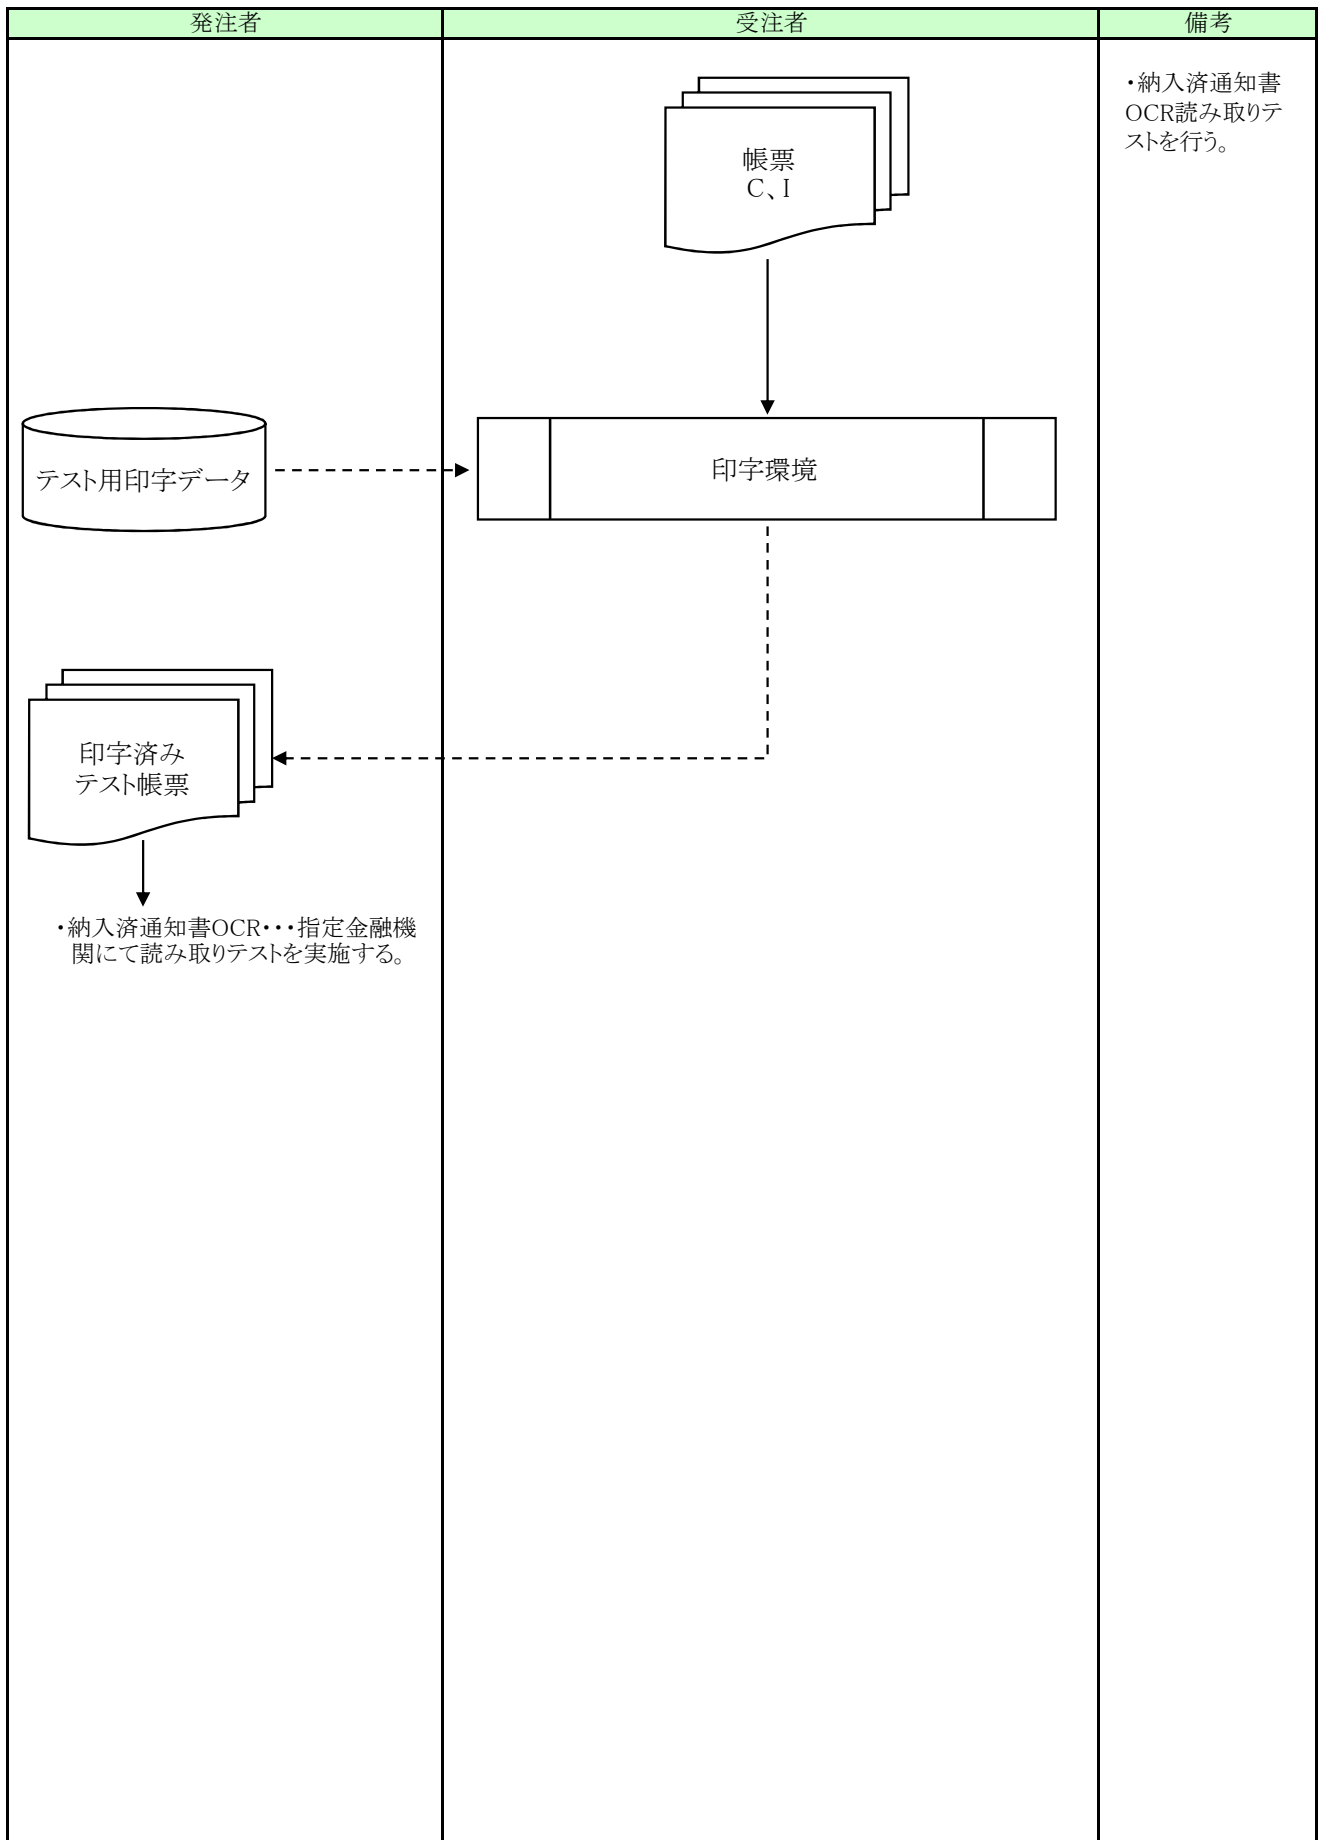 発注者
受注者
備考
・納入済通知書
OCR読み取りテ
ストを行う。
帳票
C、I
テスト用印字データ
印字環境
印字済み
テスト帳票
・納入済通知書OCR・・・指定金融機
関にて読み取りテストを実施する。